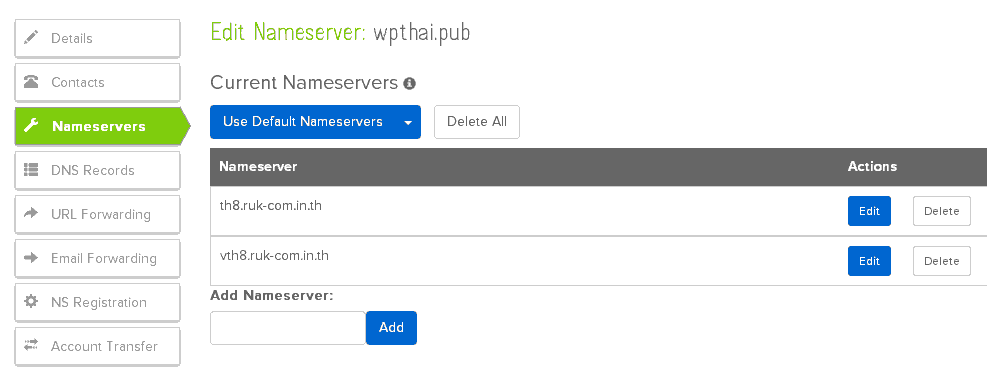 Details
Contacts
Nameservers
DNS Records
URL Forwarding
Email Forwarding
NS Registration
Account Transfer
Edit Nameserver: wpthai.pub
Current Nameservers
Use Default Nameservers Delete All
Nameserver Actions
th8.ruk-com.in.th Edit Delete
vth8.ruk-com.in.th Edit Delete
Add Nameserver:
Add